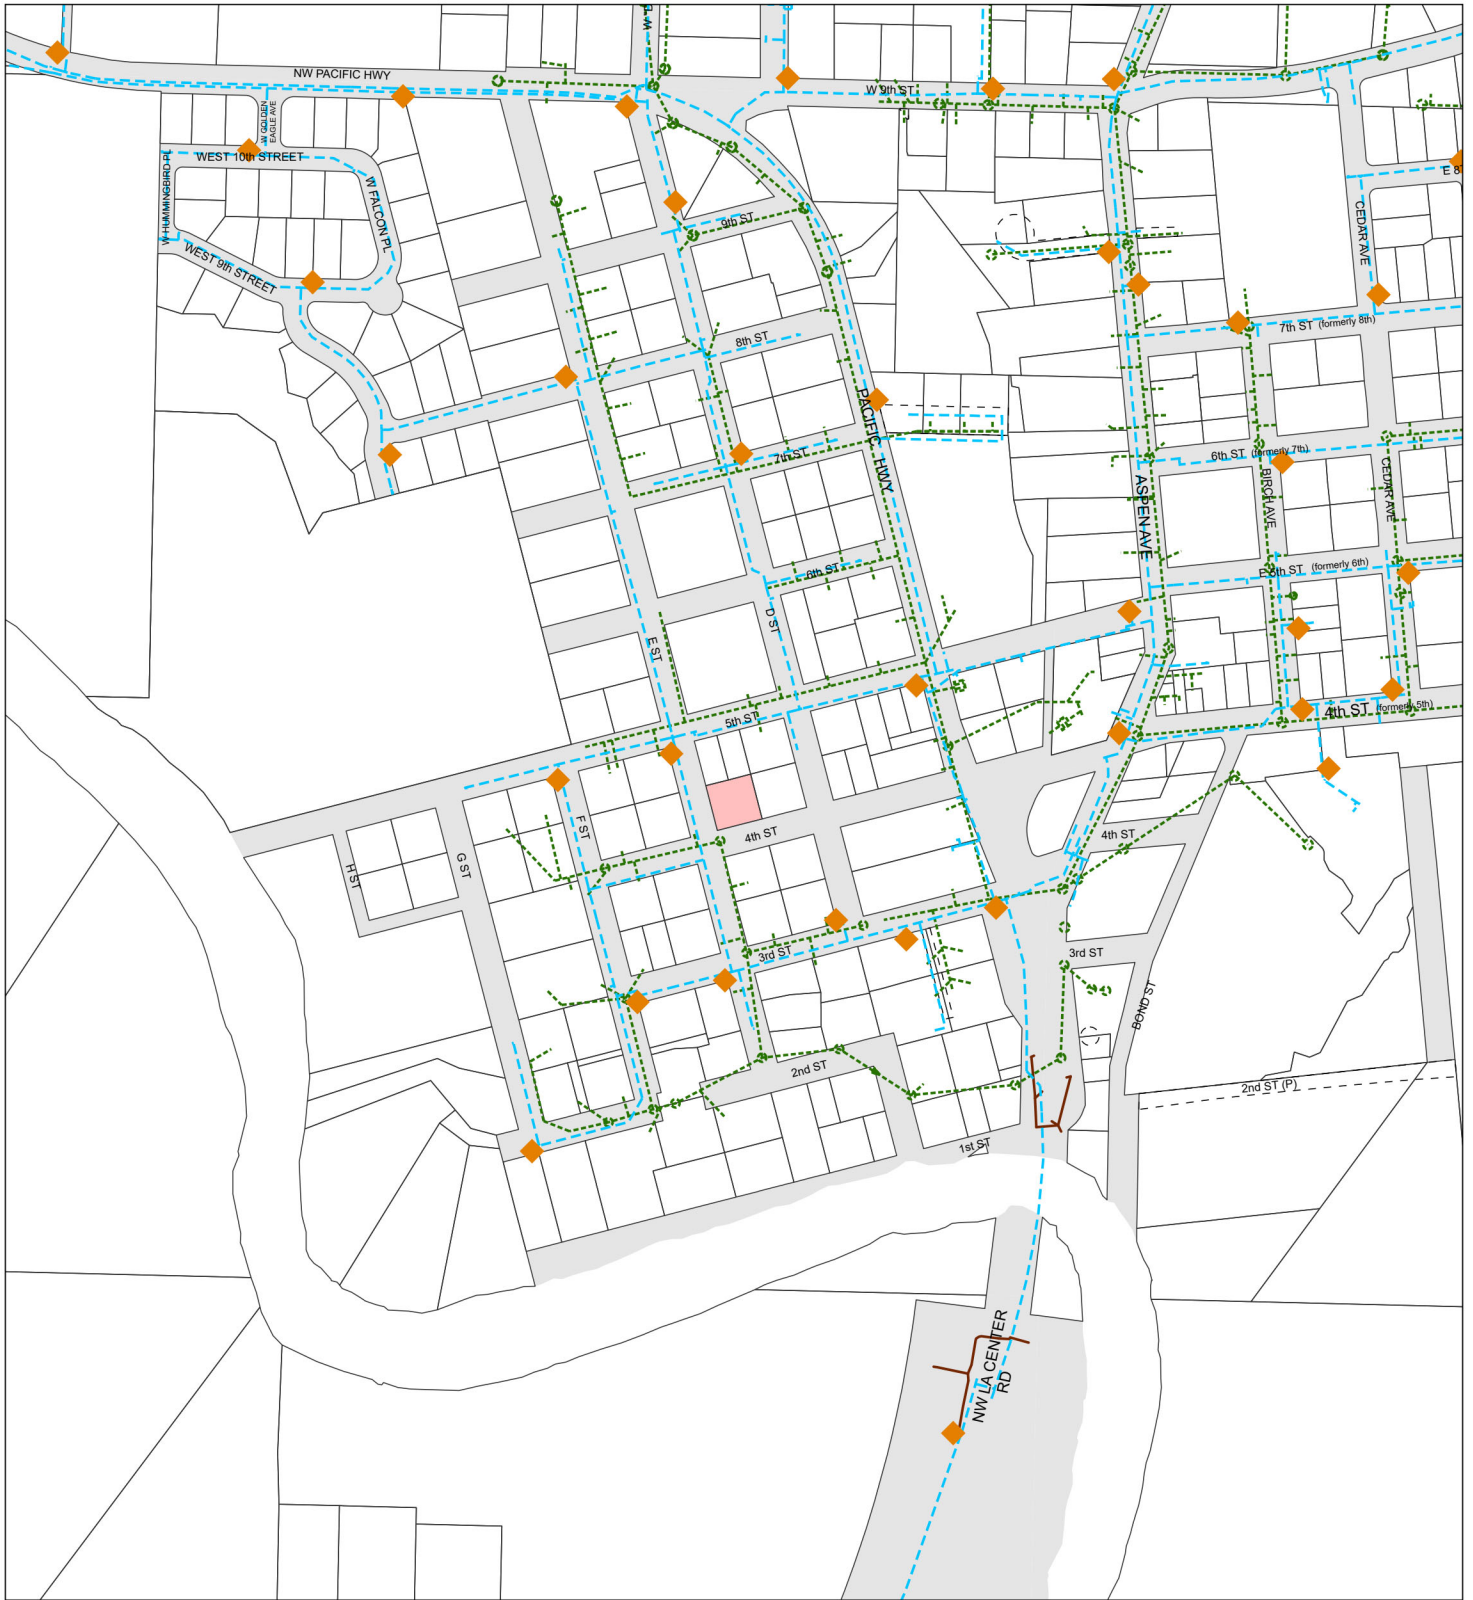 NW PACIFIC HWY
W 9th ST
W GOLDEN
EAGLE AVE
WEST 10th STREET
W HUMMINGBIRD PL
W FALCON PL
WEST 9th STREET
9th ST
8th ST
7th ST
6th ST
PACIFIC HWY
D ST
E ST
5th ST
4th ST
F ST
G ST
H ST
3rd ST
2nd ST
1st ST
ASPEN AVE
CEDAR AVE
7th ST (formerly 8th)
6th ST (formerly 7th)
BIRCH AVE
CEDAR AVE
E 5th ST (formerly 6th)
4th ST (formerly 5th)
4th ST
3rd ST
BOND ST
2nd ST (P)
NW LA CENTER
RD